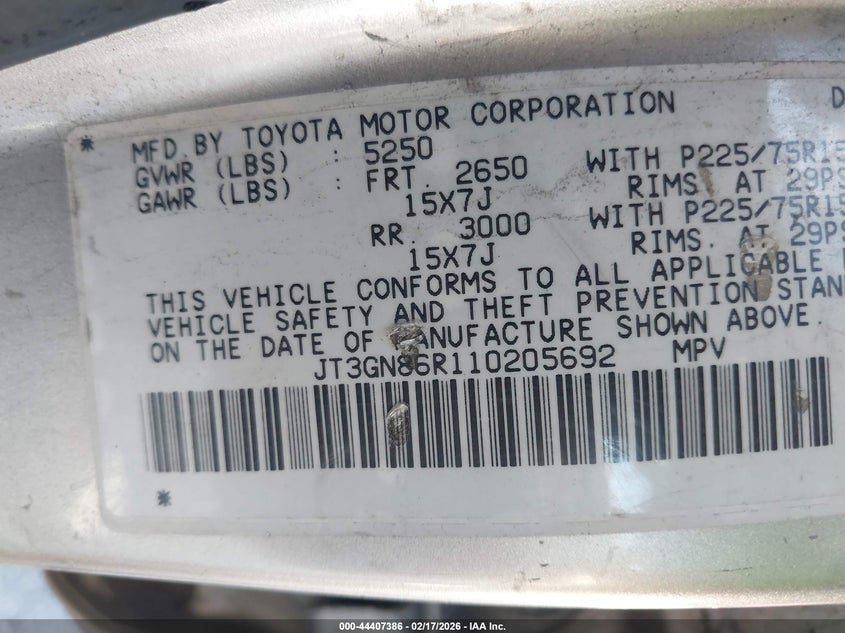 D
* MFD. BY TOYOTA MOTOR CORPORATION
GVWR (LBS) : 5250
GAWR (LBS) : FRT. 2650 WITH P225/75R15
15X7J RIMS. AT 29PS
RR. 3000 WITH P225/75R15
15X7J RIMS. AT 29PS
THIS VEHICLE CONFORMS TO ALL APPLICABLE
VEHICLE SAFETY AND THEFT PREVENTION STAN
ON THE DATE OF MANUFACTURE SHOWN ABOVE.
JT3GN86R110205692 MPV
*
000-44407386 - 02/17/2026 - IAA Inc.